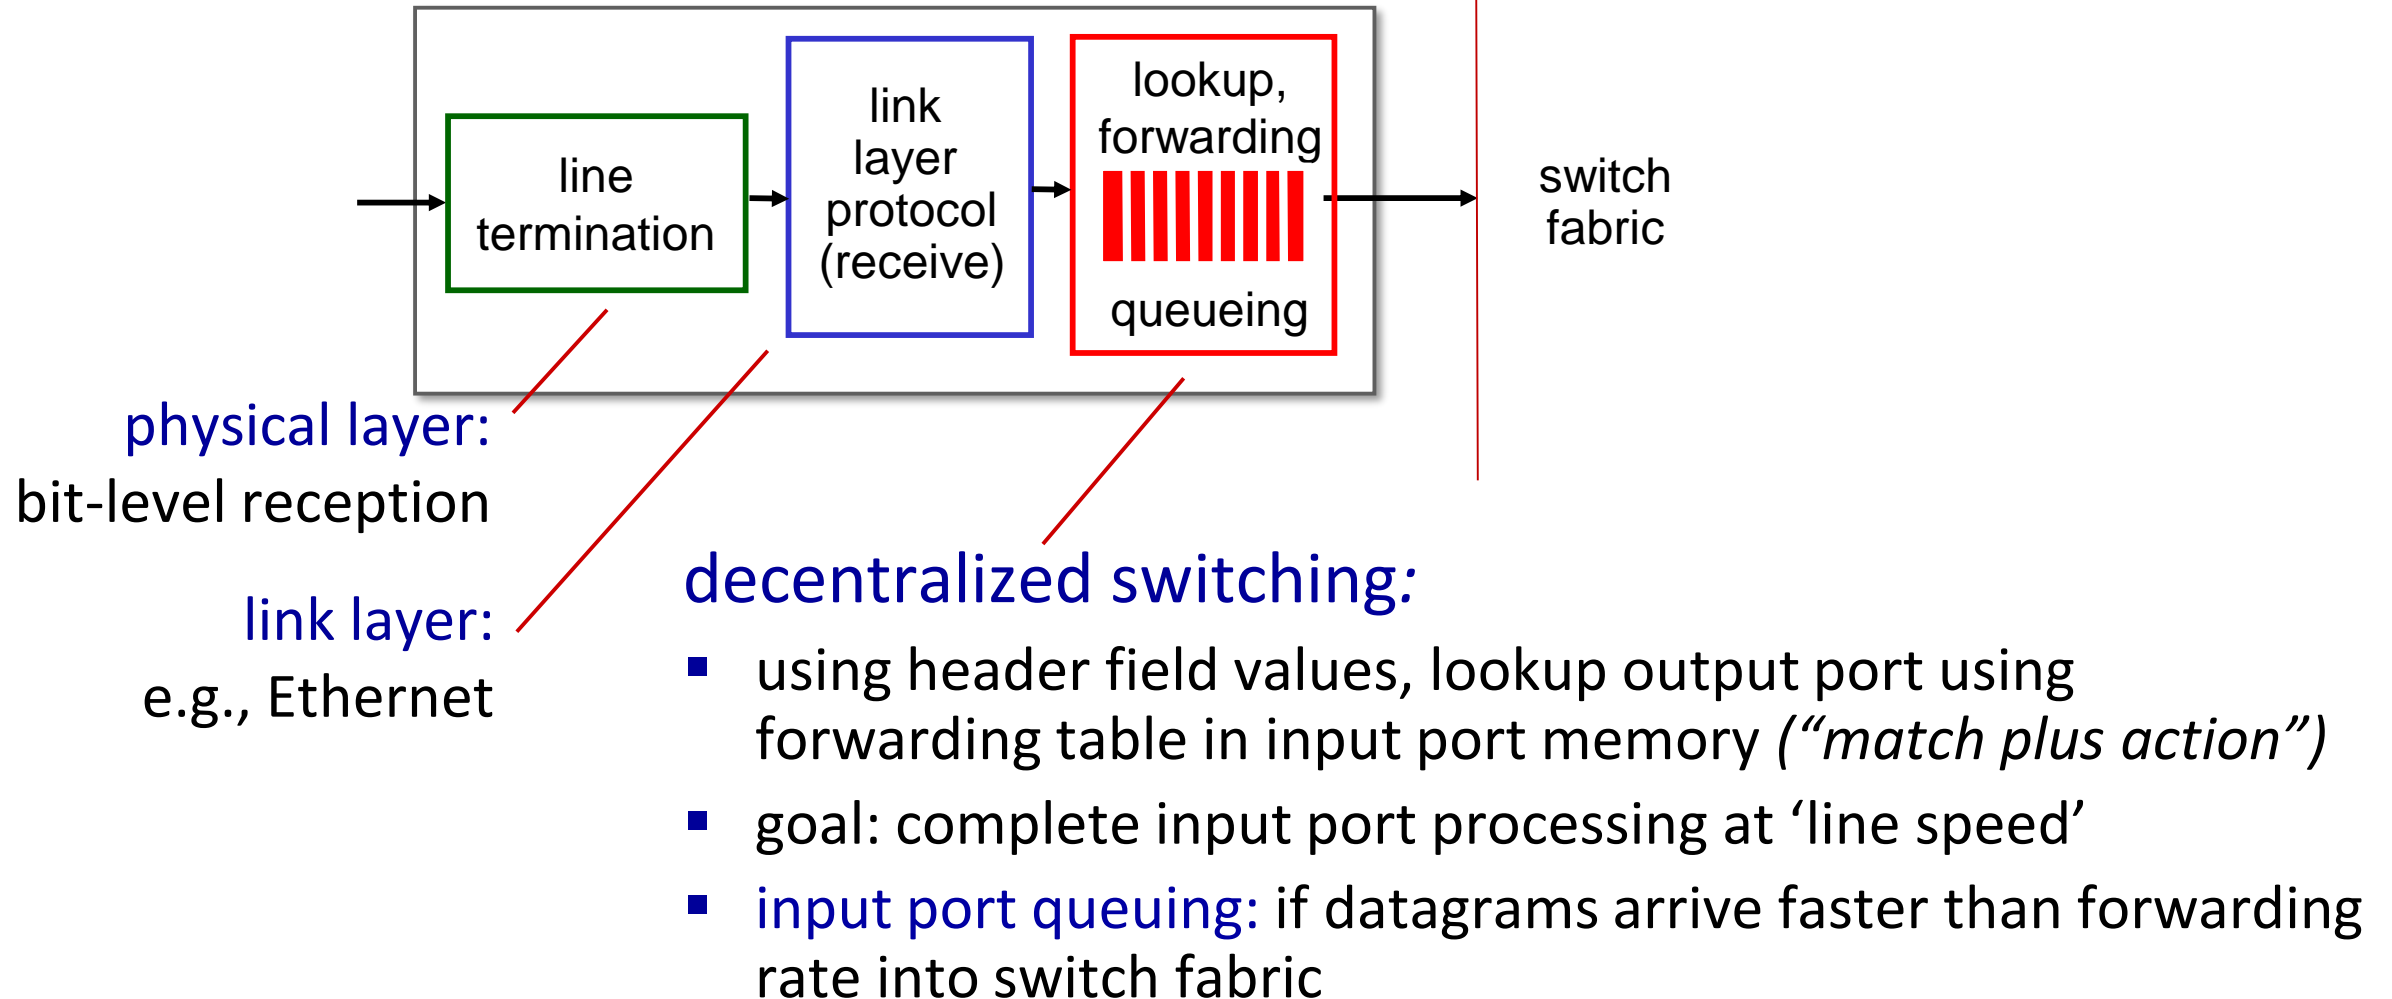 line
termination
link
layer
protocol
(receive)
lookup,
forwarding
queueing
switch
fabric
physical layer:
bit-level reception
link layer:
e.g., Ethernet
decentralized switching:
▪ using header field values, lookup output port using
forwarding table in input port memory (“match plus action”)
▪ goal: complete input port processing at ‘line speed’
▪ input port queuing: if datagrams arrive faster than forwarding
rate into switch fabric